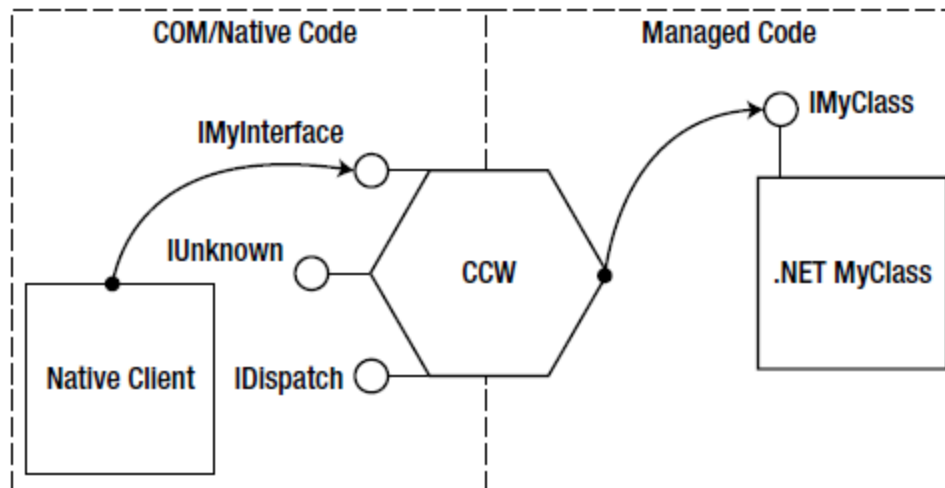 COM/Native Code
Managed Code
IMyClass
IMyInterface
IUnknown
CCW
.NET MyClass
Native Client
IDispatch